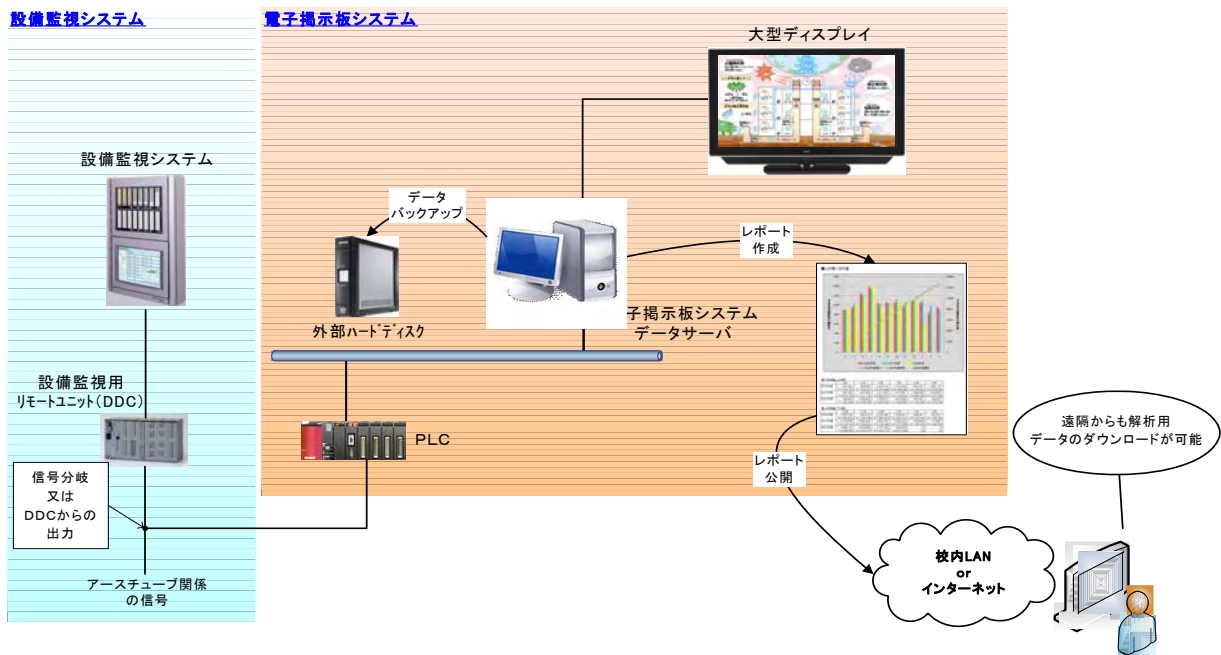 設備監視システム
電子掲示板システム
大型ディスプレイ
設備監視システム
データ
バックアップ
レポート
作成
外部ハードディスク
子掲示板システム
データサーバ
設備監視用
リモートユニット(DDC)
PLC
信号分岐
又は
DDCからの
出力
アースチューブ関係
の信号
レポート
公開
遠隔からも解析用
データのダウンロードが可能
校内LAN
or
インターネット